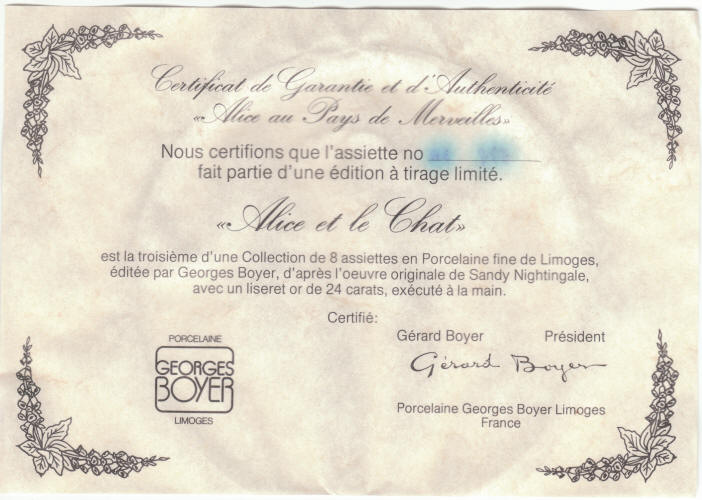 Certificat de Garantie et d'Authenticité
«Alice au Pays de Merveilles»
Nous certifions que l'assiette no
fait partie d'une édition à tirage limité.
«Alice et le Chat»
est la troisième d'une Collection de 8 assiettes en Porcelaine fine de Limoges,
éditée par Georges Boyer, d'après l'oeuvre originale de Sandy Nightingale,
avec un liseret or de 24 carats, exécuté à la main.
Certifié:
Gérard Boyer Président
Gérard Boyer
Porcelaine Georges Boyer Limoges
France
PORCELAINE
GEORGES
BOYER
LIMOGES